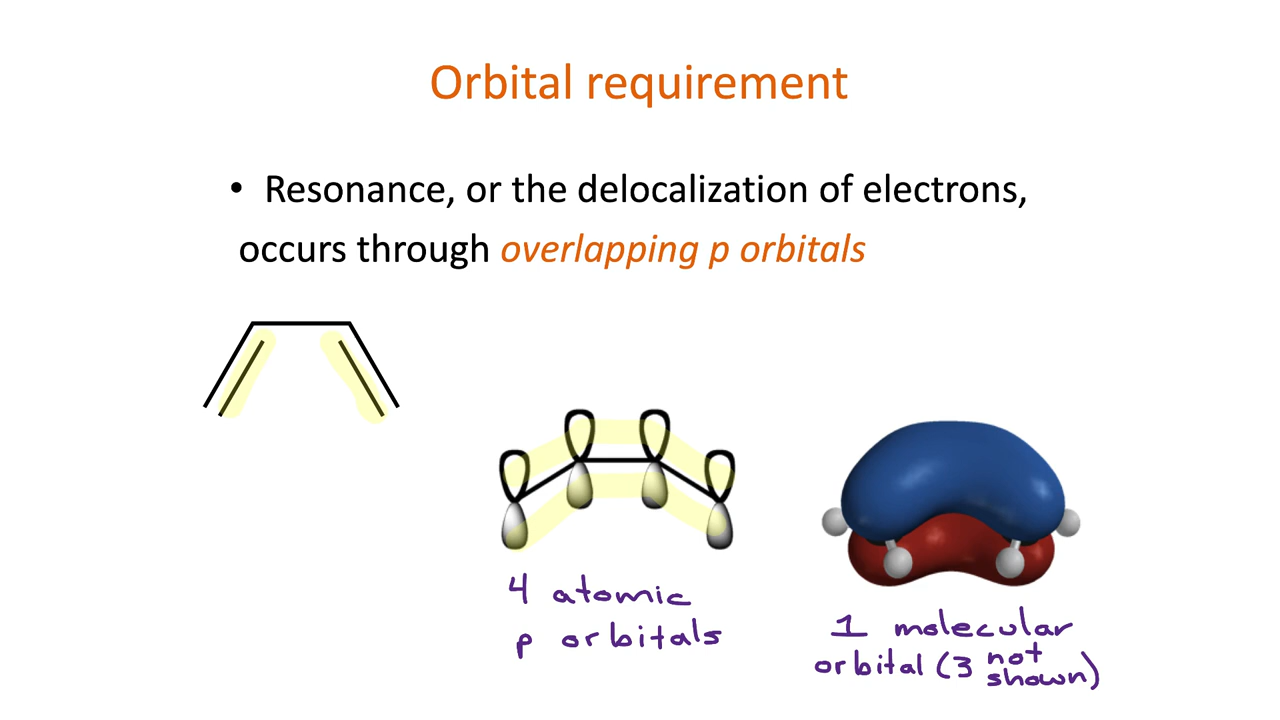 Orbital requirement
• Resonance, or the delocalization of electrons,
occurs through overlapping p orbitals
4 atomic
p orbitals
1 molecular
orbital (3 not shown)